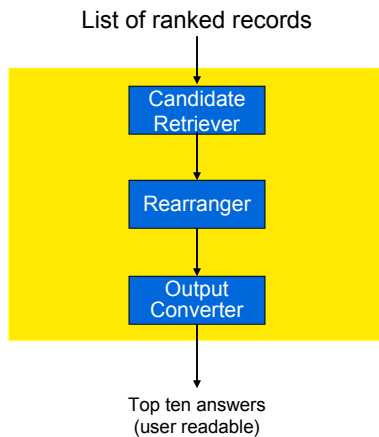 List of ranked records
Candidate
Retriever
Rearranger
Output
Converter
Top ten answers
(user readable)